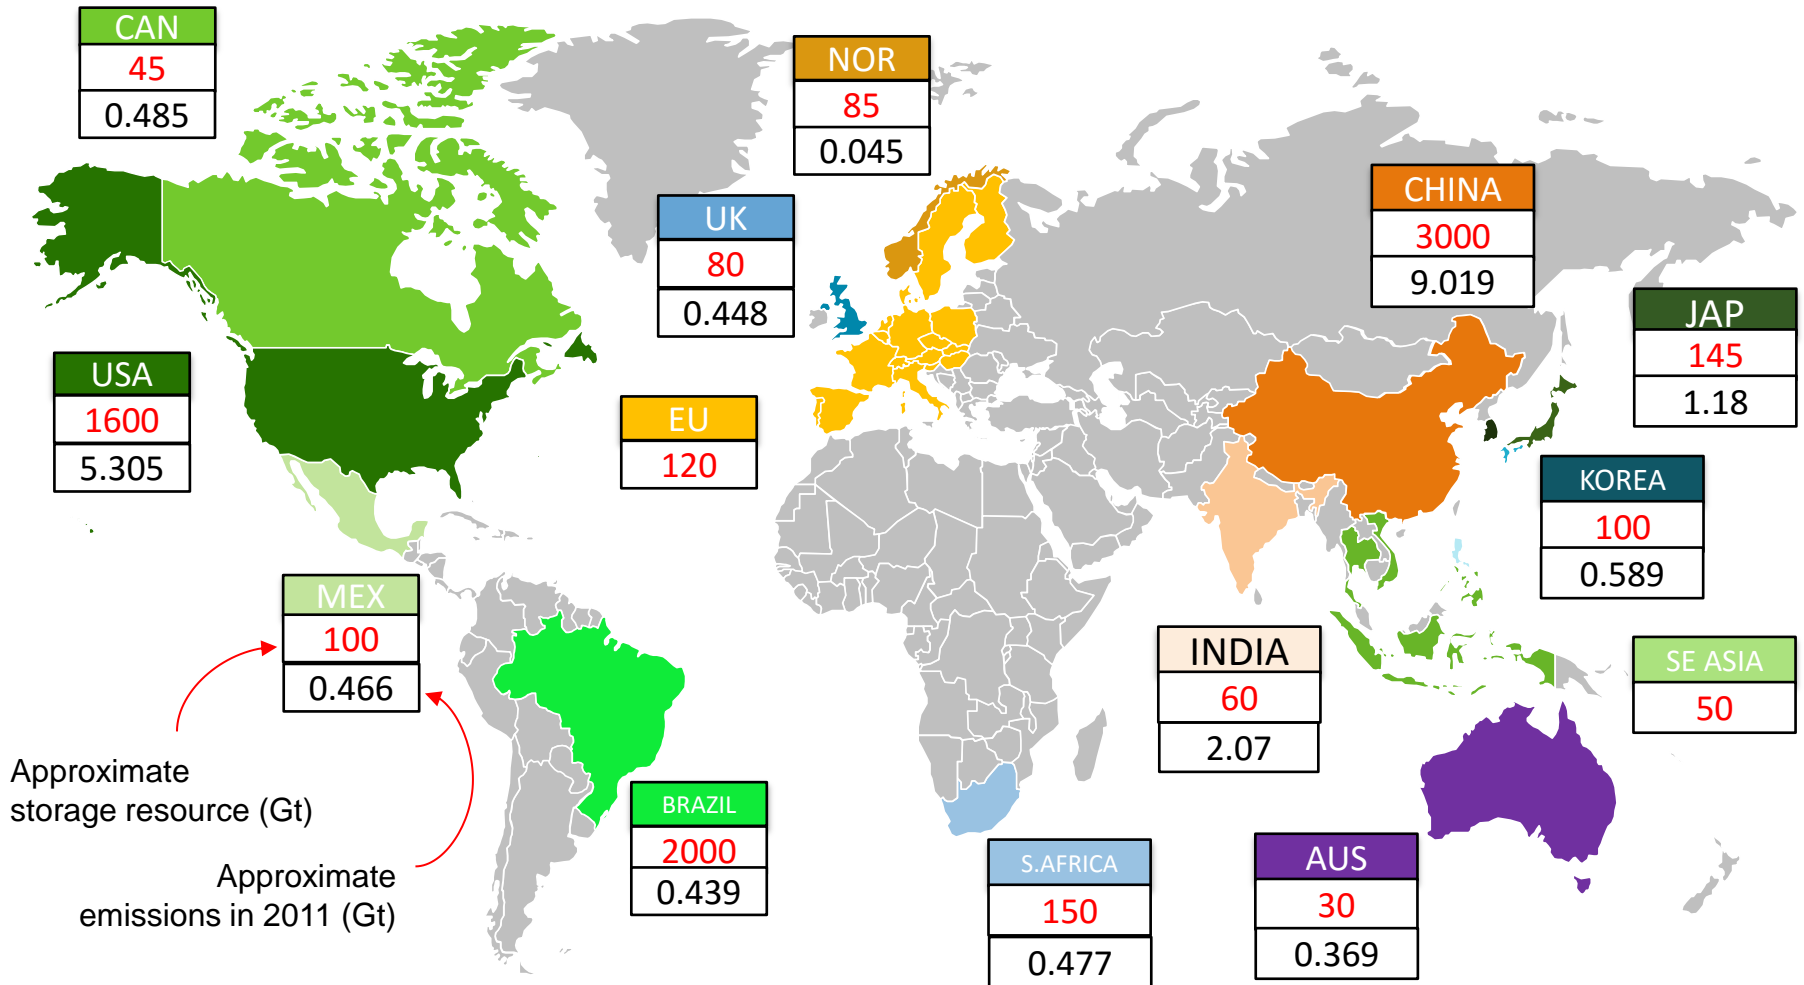 CAN
45
0.485
NOR
85
0.045
UK
80
0.448
CHINA
3000
9.019
JAP
145
1.18
USA
1600
5.305
EU
120
KOREA
100
0.589
MEX
100
0.466
INDIA
60
2.07
SE ASIA
50
Approximate
storage resource (Gt)
Approximate
emissions in 2011 (Gt)
BRAZIL
2000
0.439
S.AFRICA
150
0.477
AUS
30
0.369